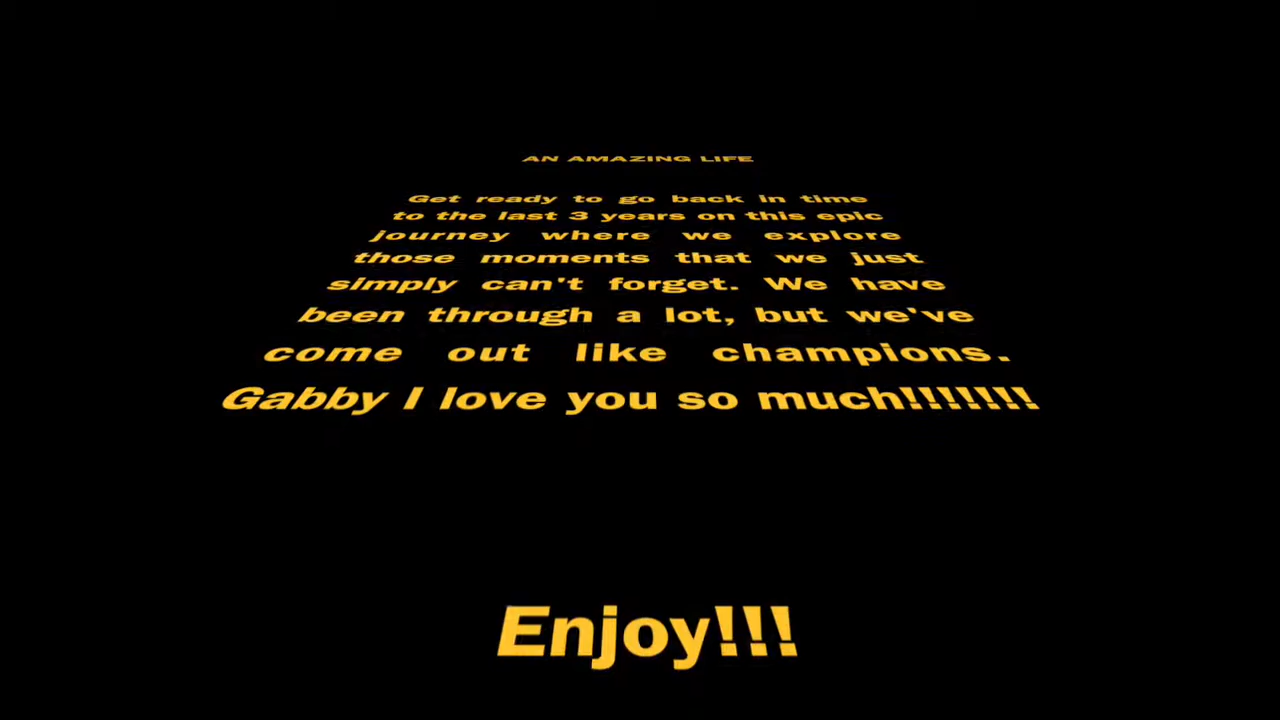 AN AMAZING LIFE
Get ready to go back in time
to the last 3 years on this epic
journey where we explore
those moments that we just
simply can't forget. We have
been through a lot, but we've
come out like champions.
Gabby I love you so much!!!!!!!
Enjoy!!!